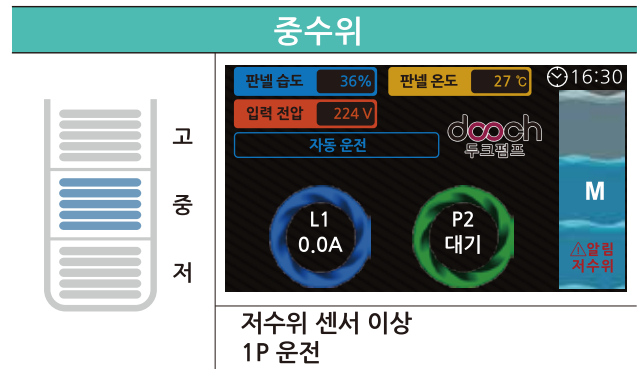 중수위
고
중
저
판넬 습도 36%
판넬 온도 27 ℃
16:30
입력 전압 224 V
자동 운전
dooch
두크펌프
L1
0.0A
P2
대기
M
알림
저수위
저수위 센서 이상
1P 운전